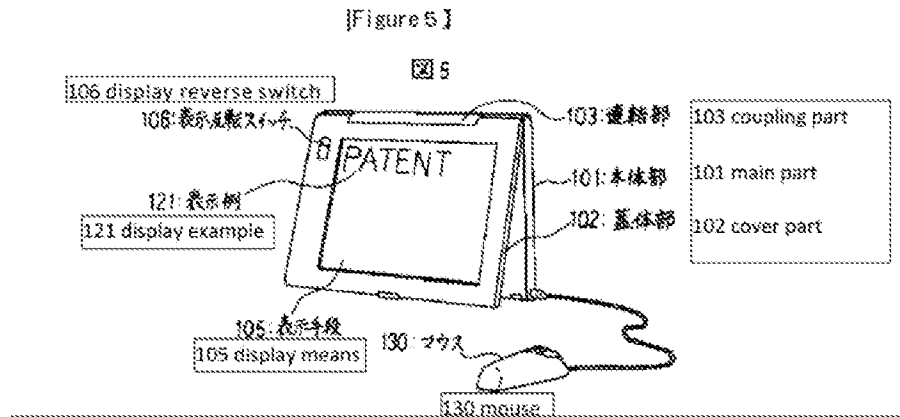 [Figure 5]
図5
106 display reverse switch
106:表示反転スイッチ
103:連結部
103 coupling part
PATENT
101:本体部
101 main part
121:表示例
102:蓋体部
102 cover part
121 display example
105:表示手段
105 display means
130:マウス
130 mouse